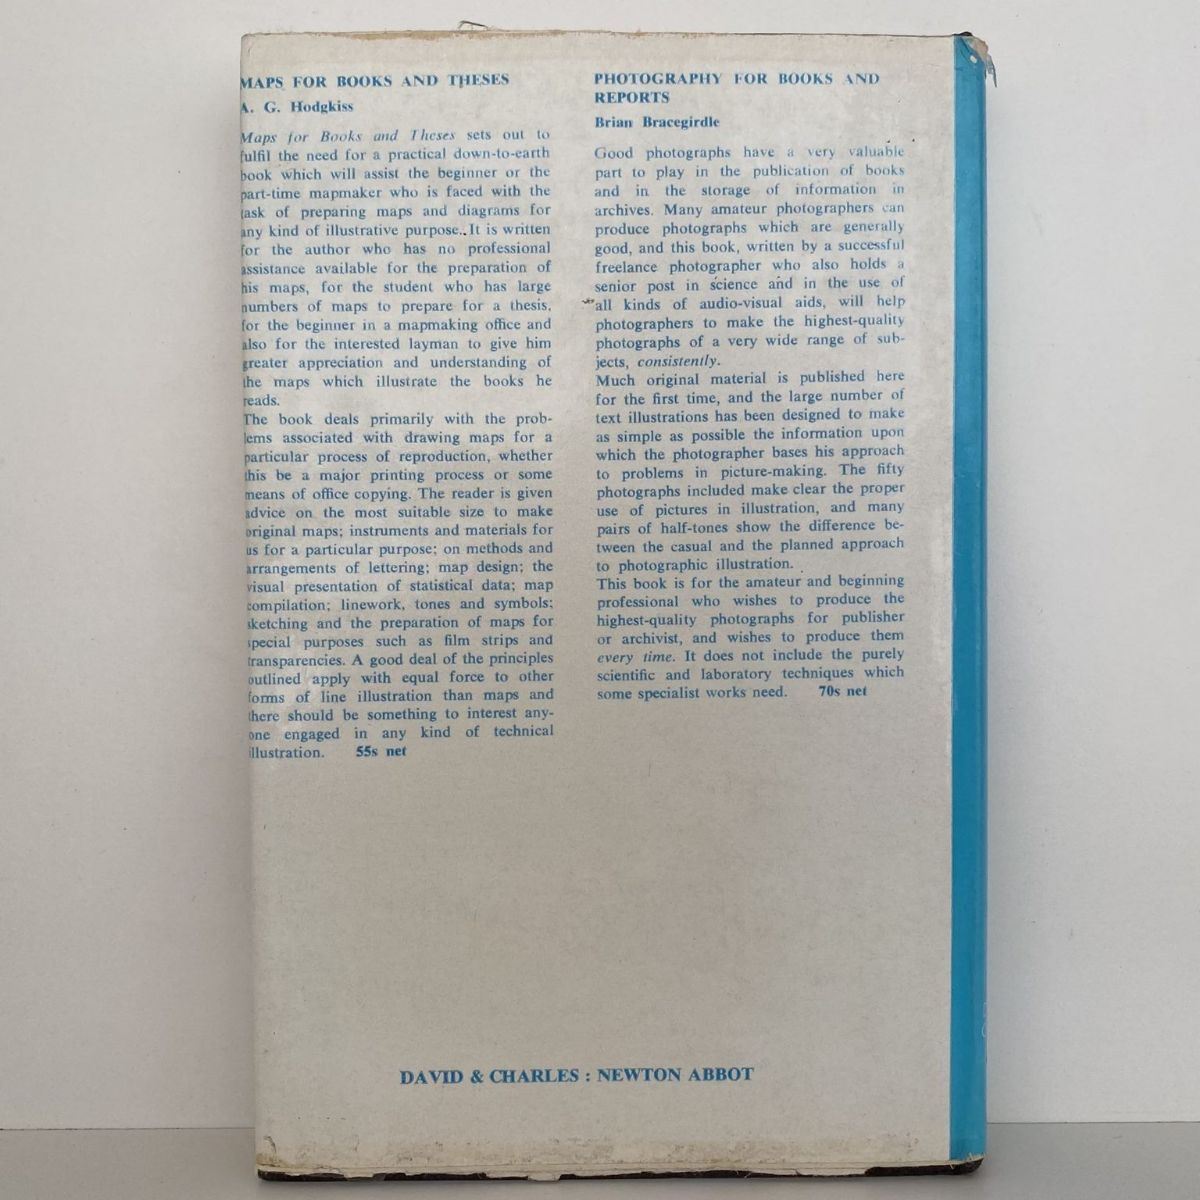 MAPS FOR BOOKS AND THESES
A. G. Hodgkiss
Maps for Books and Theses sets out to
fulfil the need for a practical down-to-earth
book which will assist the beginner or the
part-time mapmaker who is faced with the
task of preparing maps and diagrams for
any kind of illustrative purpose. It is written
for the author who has no professional
assistance available for the preparation of
his maps, for the student who has large
numbers of maps to prepare for a thesis,
for the beginner in a mapmaking office and
also for the interested layman to give him
greater appreciation and understanding of
the maps which illustrate the books he
reads.
The book deals primarily with the prob-
lems associated with drawing maps for a
particular process of reproduction, whether
this be a major printing process or some
means of office copying. The reader is given
advice on the most suitable size to make
original maps; instruments and materials for
us for a particular purpose; on methods and
arrangements of lettering; map design; the
visual presentation of statistical data; map
compilation; linework, tones and symbols;
sketching and the preparation of maps for
special purposes such as film strips and
transparencies. A good deal of the principles
outlined apply with equal force to other
forms of line illustration than maps and
there should be something to interest any-
one engaged in any kind of technical
illustration. 55s net
PHOTOGRAPHY FOR BOOKS AND
REPORTS
Brian Bracegirdle
Good photographs have a very valuable
part to play in the publication of books
and in the storage of information in
archives. Many amateur photographers can
produce photographs which are generally
good, and this book, written by a successful
freelance photographer who also holds a
senior post in science and in the use of
all kinds of audio-visual aids, will help
photographers to make the highest-quality
photographs of a very wide range of sub-
jects, consistently.
Much original material is published here
for the first time, and the large number of
text illustrations has been designed to make
as simple as possible the information upon
which the photographer bases his approach
to problems in picture-making. The fifty
photographs included make clear the proper
use of pictures in illustration, and many
pairs of half-tones show the difference be-
tween the casual and the planned approach
to photographic illustration.
This book is for the amateur and beginning
professional who wishes to produce the
highest-quality photographs for publisher
or archivist, and wishes to produce them
every time. It does not include the purely
scientific and laboratory techniques which
some specialist works need. 70s net
DAVID & CHARLES : NEWTON ABBOT